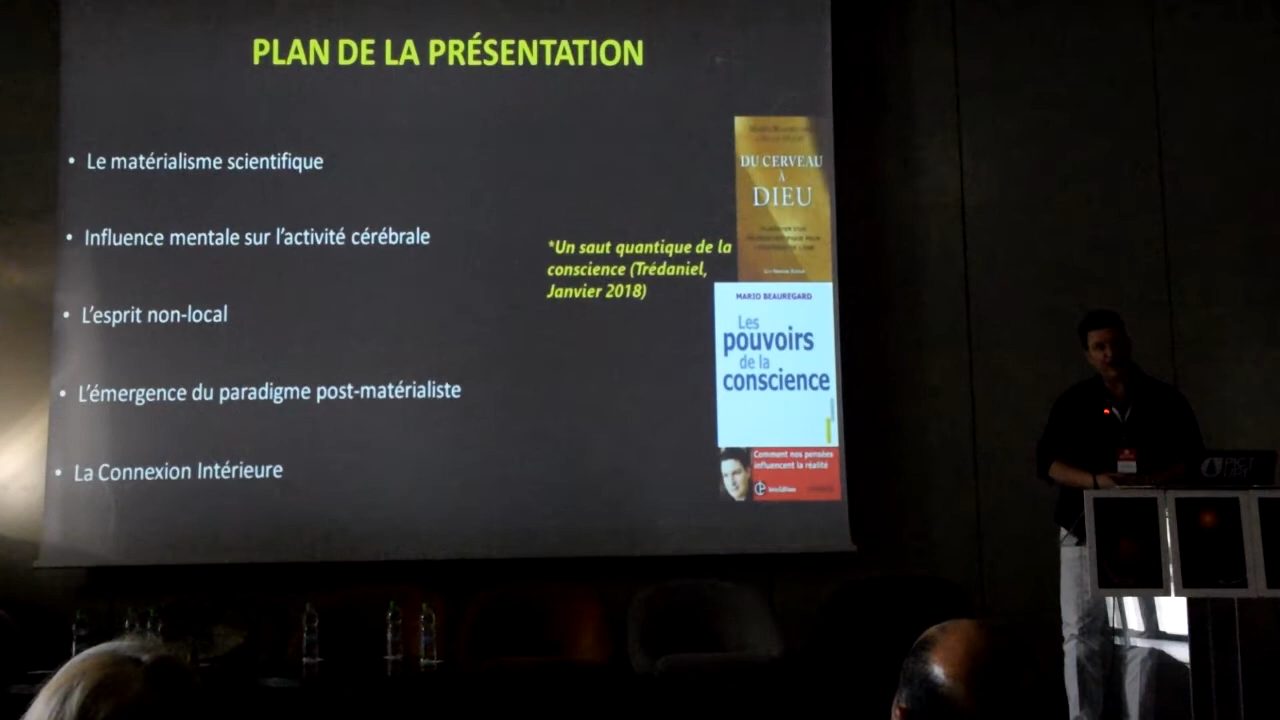 PLAN DE LA PRÉSENTATION
• Le matérialisme scientifique
• Influence mentale sur l'activité cérébrale
• L'esprit non-local
• L'émergence du paradigme post-matérialiste
• La Connexion Intérieure
*Un saut quantique de la
conscience (Trédaniel,
Janvier 2018)
DU CERVEAU
À
DIEU
MARIO BEAUREGARD
Les
pouvoirs
de la
conscience
Comment nos pensées
influencent la réalité
InterEditions